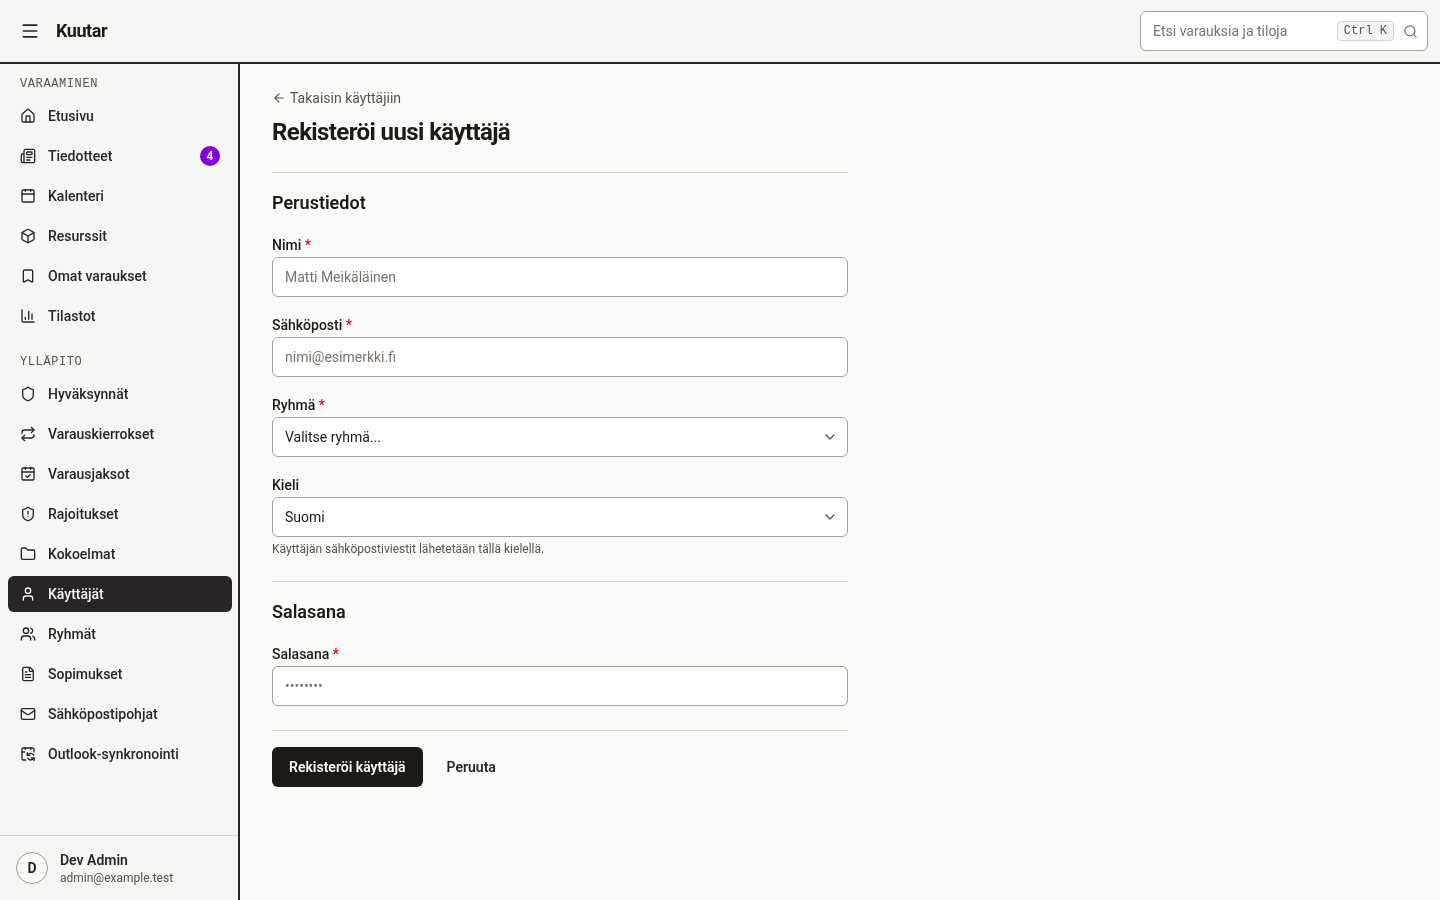 Kuutar
Etsi varauksia ja tiloja
Ctrl K
VARAAMINEN
Etusivu
Tiedotteet
4
Kalenteri
Resurssit
Omat varaukset
Tilastot
YLLÄPITO
Hyväksynnät
Varauskierrokset
Varausjaksot
Rajoitukset
Kokoelmat
Käyttäjät
Ryhmät
Sopimukset
Sähköpostipohjat
Outlook-synkronointi
D
Dev Admin
admin@example.test
Takaisin käyttäjiin
Rekisteröi uusi käyttäjä
Perustiedot
Nimi *
Matti Meikäläinen
Sähköposti *
nimi@esimerkki.fi
Ryhmä *
Valitse ryhmä...
Kieli
Suomi
Käyttäjän sähköpostiviestit lähetetään tällä kielellä.
Salasana
Salasana *
••••••••
Rekisteröi käyttäjä
Peruuta